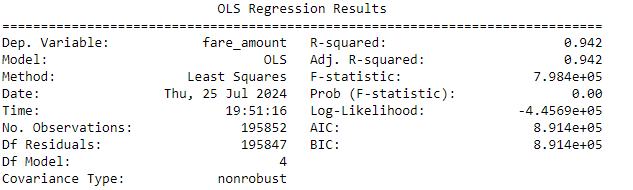 OLS Regression Results
==============================================================================
Dep. Variable: fare_amount R-squared: 0.942
Model: OLS Adj. R-squared: 0.942
Method: Least Squares F-statistic: 7.984e+05
Date: Thu, 25 Jul 2024 Prob (F-statistic): 0.00
Time: 19:51:16 Log-Likelihood: -4.4569e+05
No. Observations: 195852 AIC: 8.914e+05
Df Residuals: 195847 BIC: 8.914e+05
Df Model: 4
Covariance Type: nonrobust